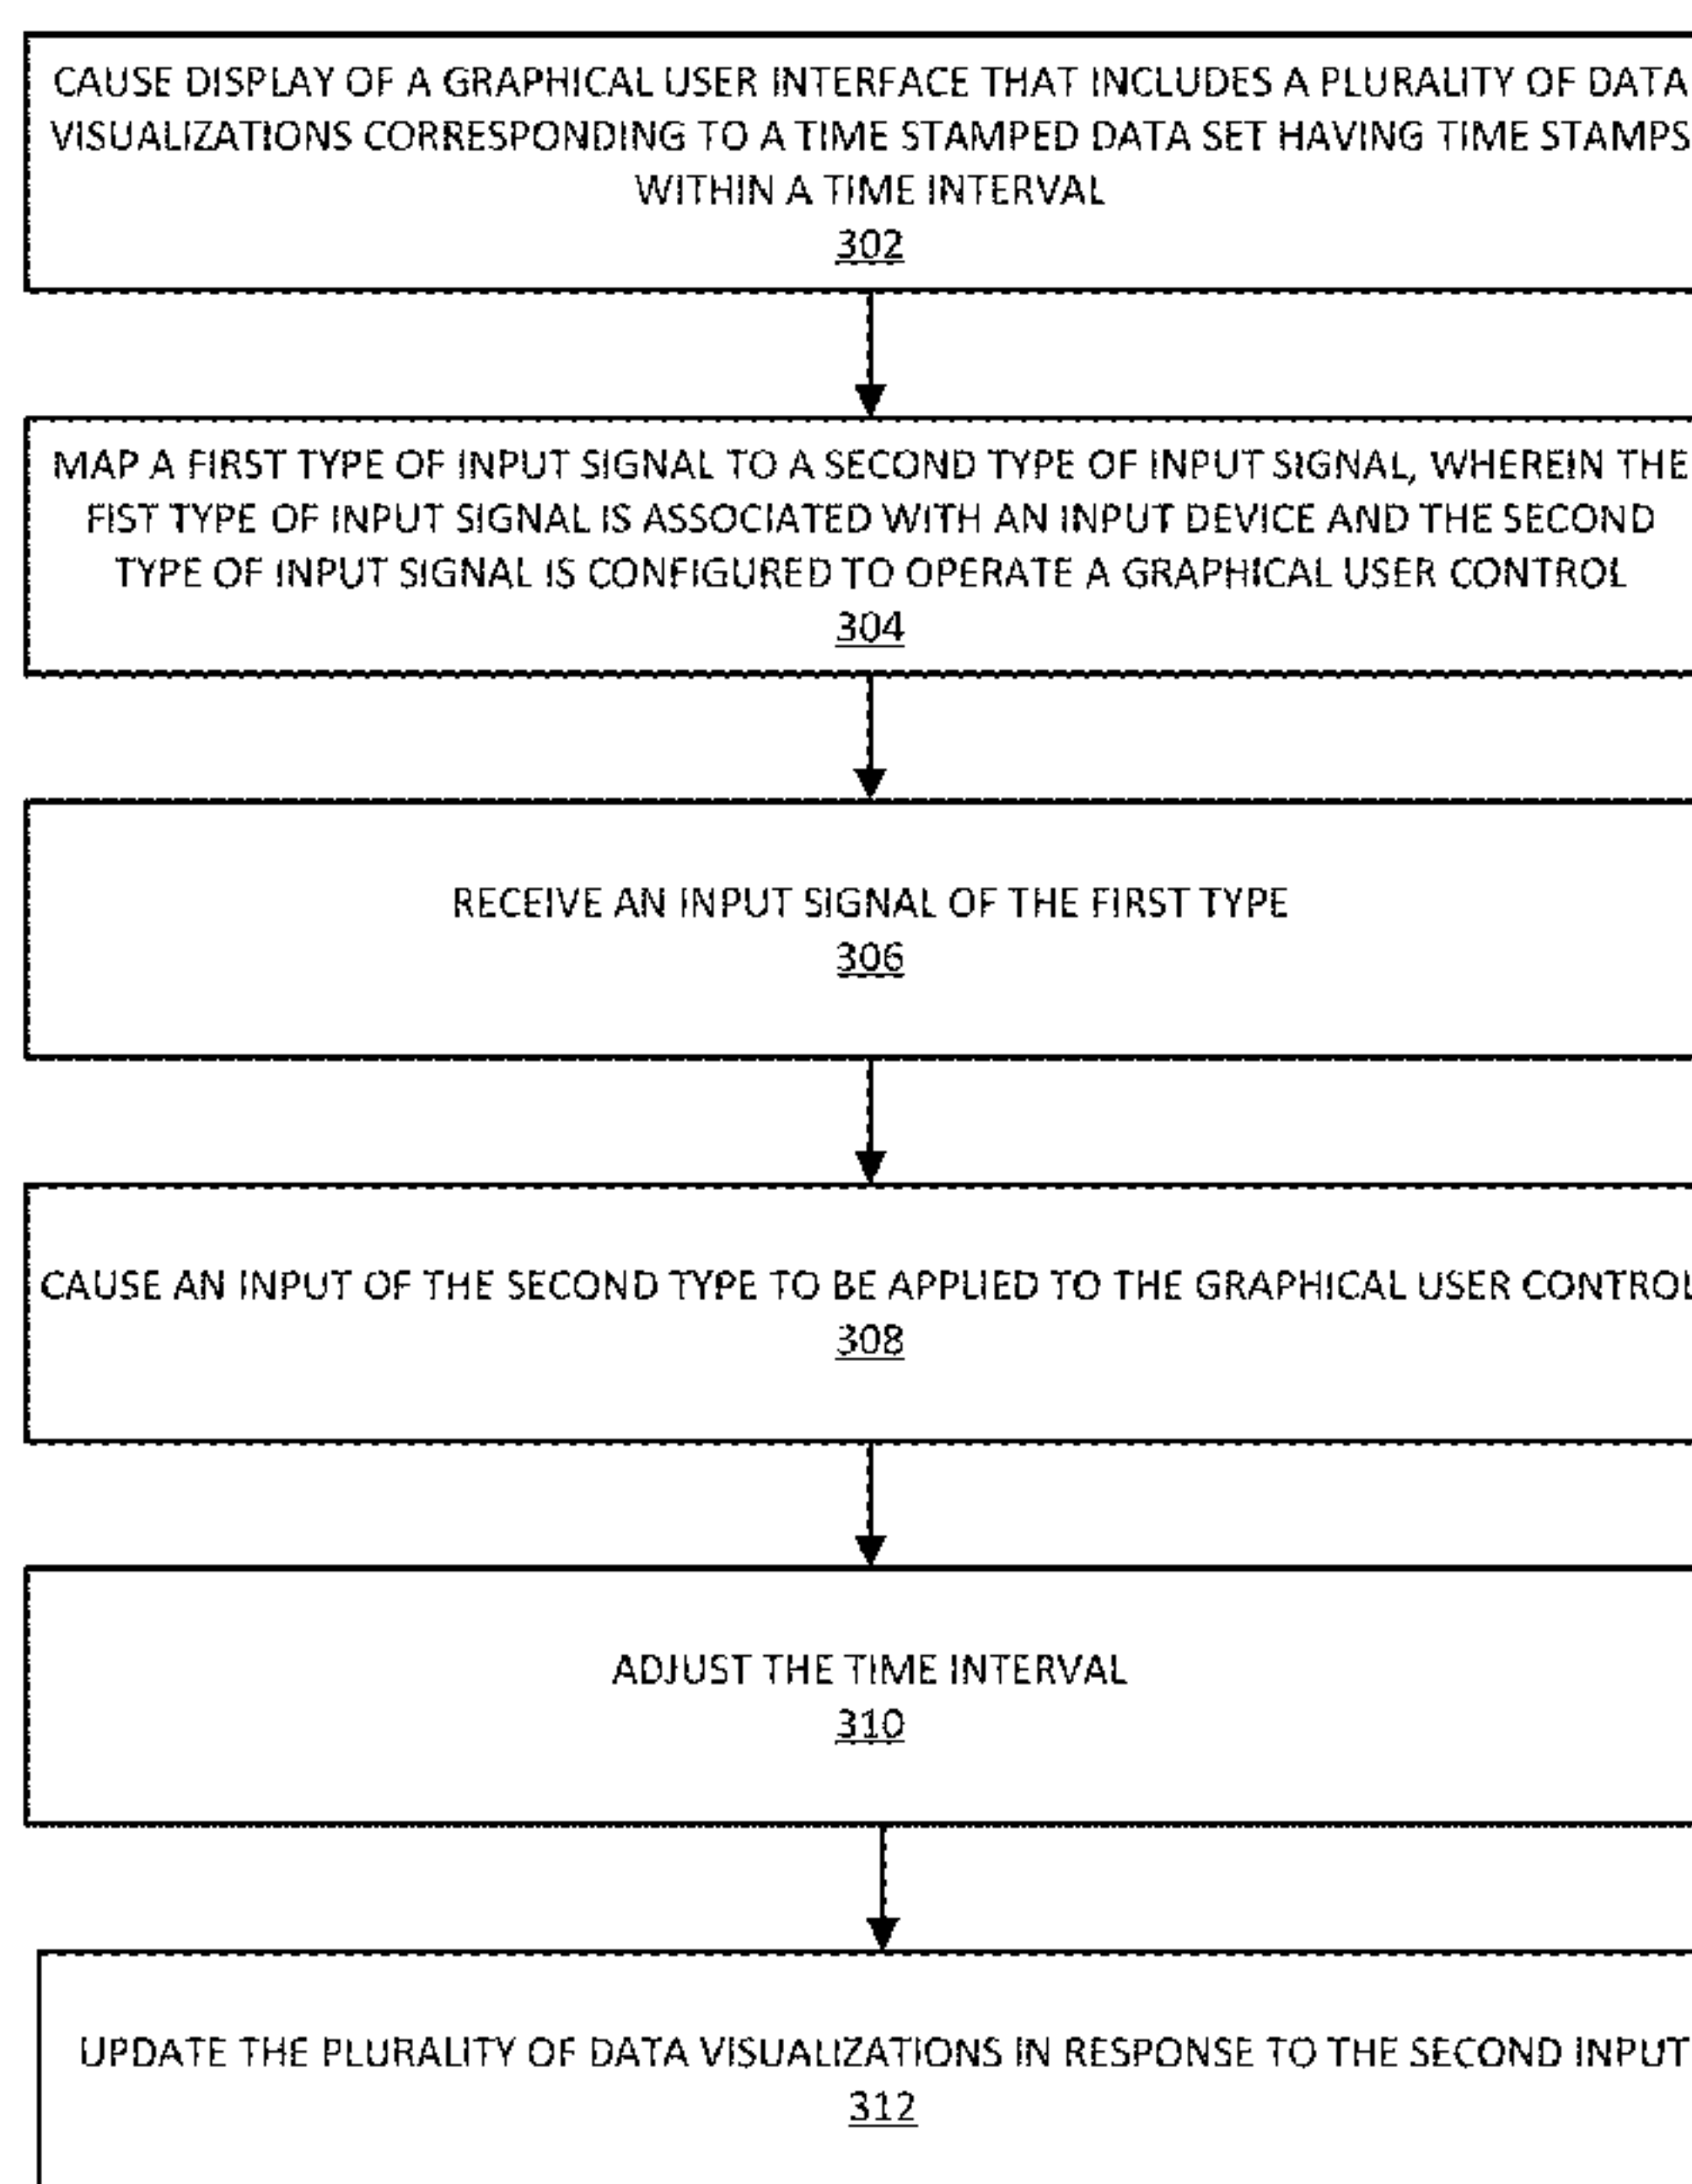 CAUSE DISPLAY OF A GRAPHICAL USER INTERFACE THAT INCLUDES A PLURALITY OF DATA
VISUALIZATIONS CORRESPONDING TO A TIME STAMPED DATA SET HAVING TIME STAMPS
WITHIN A TIME INTERVAL
302
MAP A FIRST TYPE OF INPUT SIGNAL TO A SECOND TYPE OF INPUT SIGNAL, WHEREIN THE
FIST TYPE OF INPUT SIGNAL IS ASSOCIATED WITH AN INPUT DEVICE AND THE SECOND
TYPE OF INPUT SIGNAL IS CONFIGURED TO OPERATE A GRAPHICAL USER CONTROL
304
RECEIVE AN INPUT SIGNAL OF THE FIRST TYPE
306
CAUSE AN INPUT OF THE SECOND TYPE TO BE APPLIED TO THE GRAPHICAL USER CONTROL
308
ADJUST THE TIME INTERVAL
310
UPDATE THE PLURALITY OF DATA VISUALIZATIONS IN RESPONSE TO THE SECOND INPUT
312